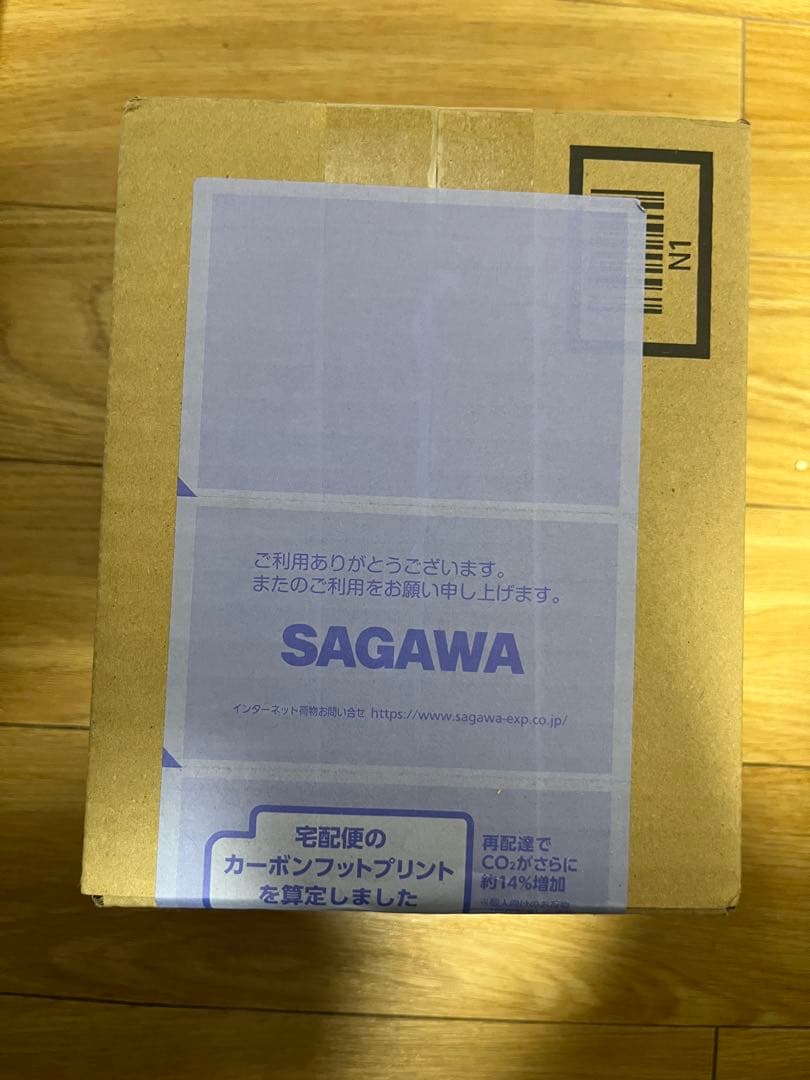 N1
ご利用ありがとうございます。
またのご利用をお願い申し上げます。
SAGAWA
インターネット荷物お問い合せ https://www.sagawa-exp.co.jp/
宅配便の
カーボンフットプリント
を算定しました
再配達で
CO₂がさらに
約14%増加